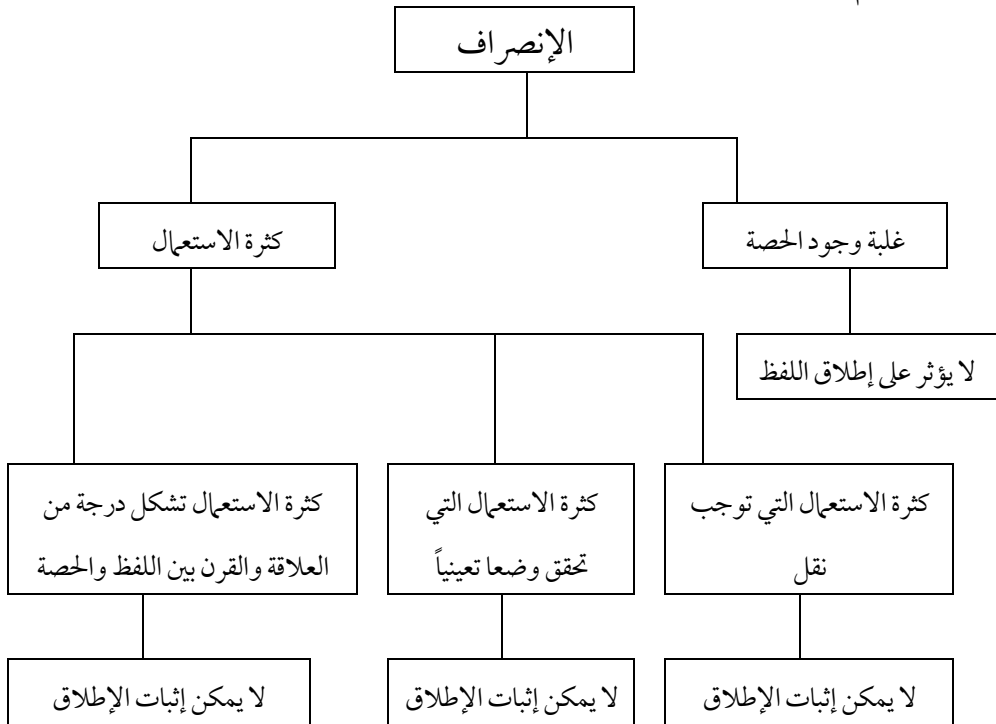 الإنصراف
غلبة وجود الحصة
كثرة الاستعمال
لا يؤثر على إطلاق اللفظ
كثرة الاستعمال التي توجب
نقل
كثرة الاستعمال التي
تحقق وضعا تعينياً
كثرة الاستعمال تشكل درجة من
العلاقة والقرن بين اللفظ والحصة
لا يمكن إثبات الإطلاق
لا يمكن إثبات الإطلاق
لا يمكن إثبات الإطلاق